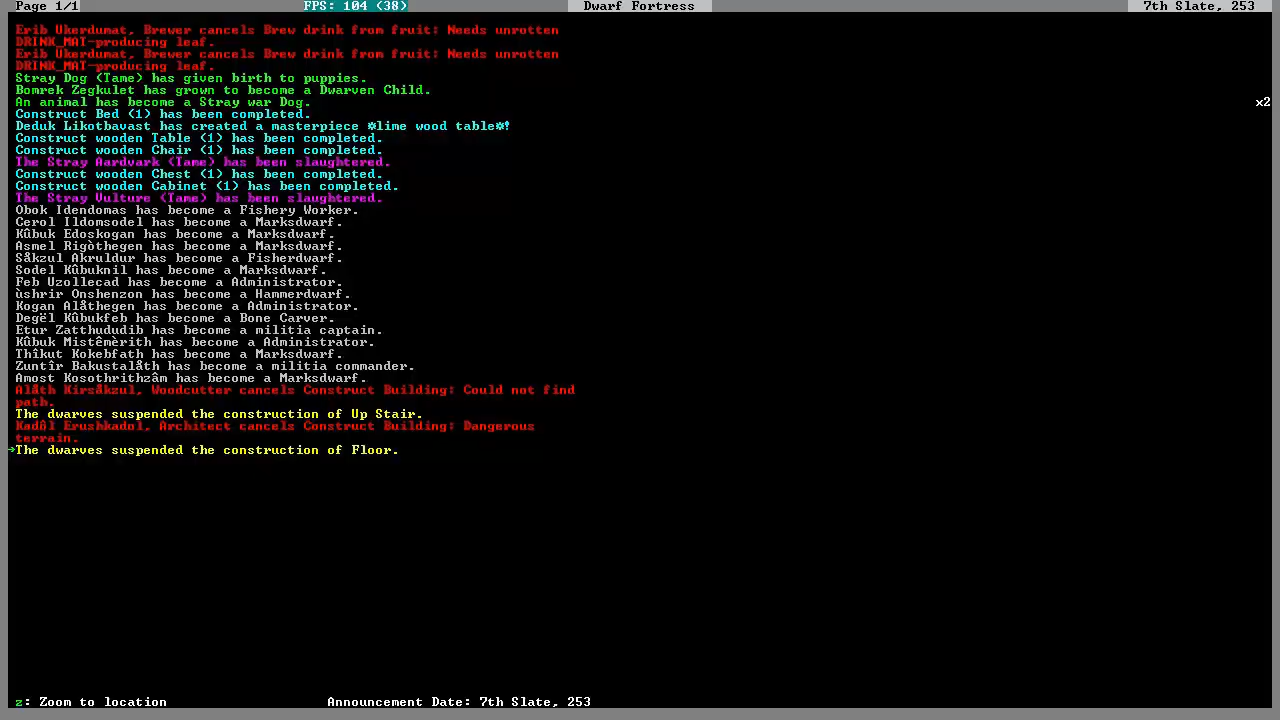 Page 1/1 FPS: 104 (38) Dwarf Fortress 7th Slate, 253
Erib Ukerdumat, Brewer cancels Brew drink from fruit: Needs unrotten
DRINK_MAT-producing leaf.
Erib Ukerdumat, Brewer cancels Brew drink from fruit: Needs unrotten
DRINK_MAT-producing leaf.
Stray Dog (Tame) has given birth to puppies.
Bomrek Zegkulet has grown to become a Dwarven Child.
An animal has become a Stray war Dog. x2
Construct Bed (1) has been completed.
Deduk Likotbavast has created a masterpiece ☼lime wood table☼!
Construct wooden Table (1) has been completed.
Construct wooden Chair (1) has been completed.
The Stray Aardvark (Tame) has been slaughtered.
Construct wooden Chest (1) has been completed.
Construct wooden Cabinet (1) has been completed.
The Stray Vulture (Tame) has been slaughtered.
Obok Idendomas has become a Fishery Worker.
Cerol Ildomsodel has become a Marksdwarf.
Kûbuk Edoskogan has become a Marksdwarf.
Asmel Rigòthegen has become a Marksdwarf.
Såkzul Akruldur has become a Fisherdwarf.
Sodel Kûbuknil has become a Marksdwarf.
Feb Uzollecad has become a Administrator.
ùshrir Onshenzon has become a Hammerdwarf.
Kogan Alåthegen has become a Administrator.
Degël Kûbukfeb has become a Bone Carver.
Etur Zatthududib has become a militia captain.
Kûbuk Mistêmèrith has become a Administrator.
Thîkut Kokebfath has become a Marksdwarf.
Zuntîr Bakustalåth has become a militia commander.
Amost Kosothrithzâm has become a Marksdwarf.
Alåth Kirsåkzul, Woodcutter cancels Construct Building: Could not find
path.
The dwarves suspended the construction of Up Stair.
Kadôl Erushkadol, Architect cancels Construct Building: Dangerous
terrain.
→The dwarves suspended the construction of Floor.
z: Zoom to location Announcement Date: 7th Slate, 253